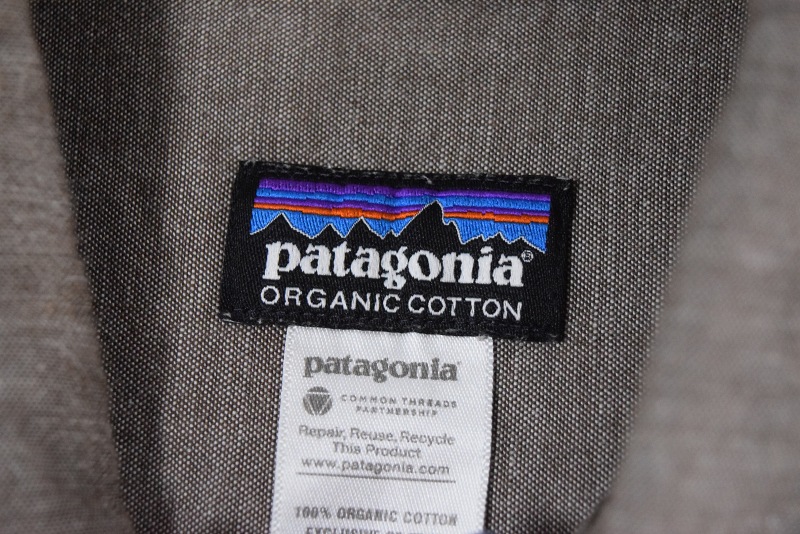 patagonia®
ORGANIC COTTON
patagonia®
COMMON THREADS
PARTNERSHIP
Repair, Reuse, Recycle
This Product
www.patagonia.com
100% ORGANIC COTTON